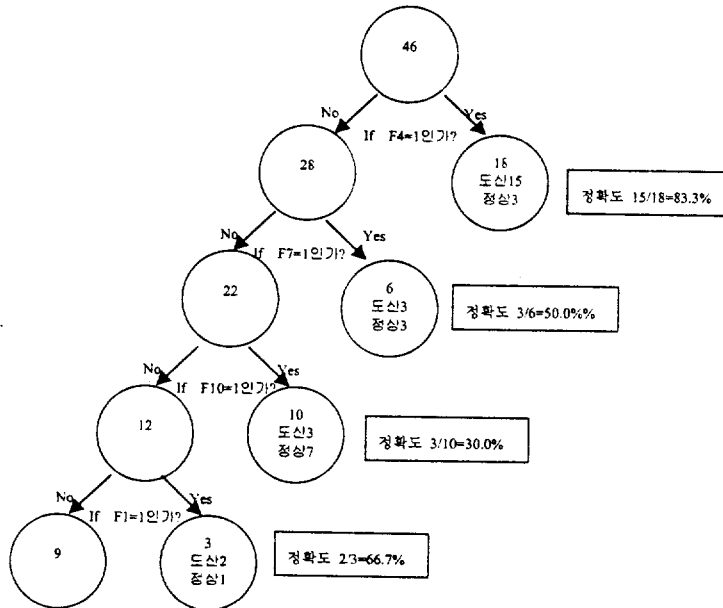 46
No
Yes
If F4=1인가?
28
18
도산15
정상3
정확도 15/18=83.3%
No
Yes
If F7=1인가?
22
6
도산3
정상3
정확도 3/6=50.0%%
No
Yes
If F10=1인가?
12
10
도산3
정상7
정확도 3/10=30.0%
No
Yes
If F1=1인가?
9
3
도산2
정상1
정확도 2/3=66.7%